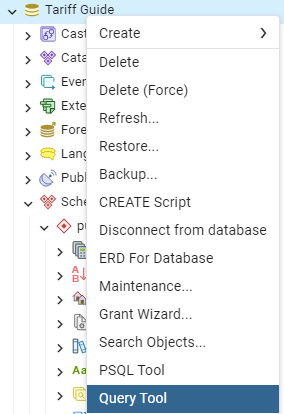 Tariff Guide
Cast
Create
Cata
Delete
Even
Delete (Force)
Exte
Refresh...
Fore
Restore...
Lang
Backup...
Publ
CREATE Script
Sche
Disconnect from database
pu
ERD For Database
Maintenance...
Grant Wizard...
Search Objects...
Aa
PSQL Tool
Query Tool